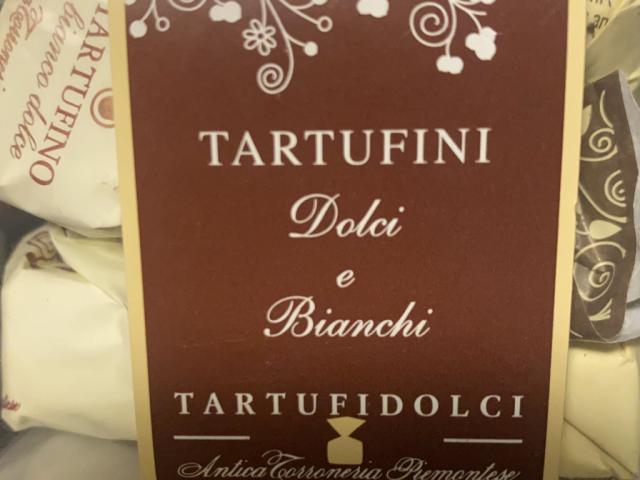 TARTUFINO
bianco dolce
TARTUFINI
Dolci
e
Bianchi
TARTUFIDOLCI
Antica Torroneria Piemontese